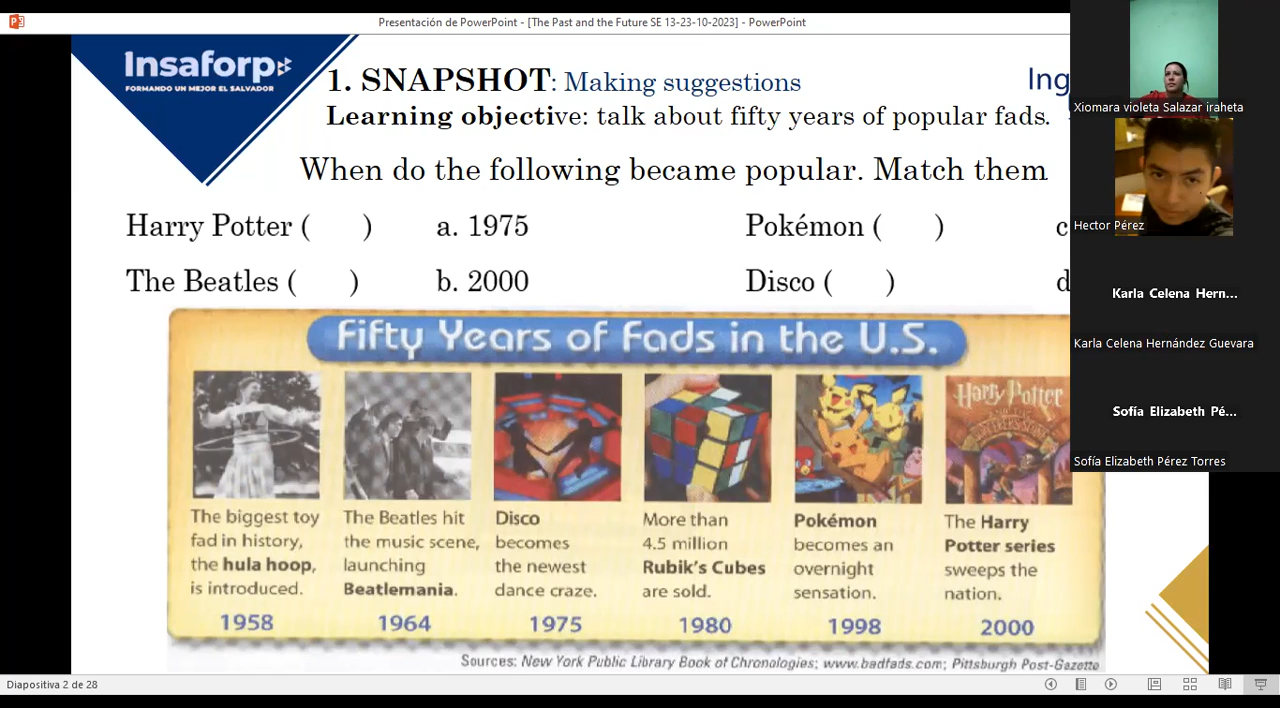 Presentación de PowerPoint - [The Past and the Future SE 13-23-10-2023] - PowerPoint
Insaforp
FORMANDO UN MEJOR EL SALVADOR
1. SNAPSHOT: Making suggestions
Ing
Learning objective: talk about fifty years of popular fads.
When do the following became popular. Match them
Harry Potter ( ) a. 1975 Pokémon ( ) c
The Beatles ( ) b. 2000 Disco ( ) d
Fifty Years of Fads in the U.S.
The biggest toy
fad in history,
the hula hoop,
is introduced.
1958
The Beatles hit
the music scene,
launching
Beatlemania.
1964
Disco
becomes
the newest
dance craze.
1975
More than
4.5 million
Rubik's Cubes
are sold.
1980
Pokémon
becomes an
overnight
sensation.
1998
Harry Potter
AND THE
SORCERER'S STONE
The Harry
Potter series
sweeps the
nation.
2000
Sources: New York Public Library Book of Chronologies; www.badfads.com; Pittsburgh Post-Gazette
Xiomara violeta Salazar iraheta
Hector Pérez
Karla Celena Hern...
Karla Celena Hernández Guevara
Sofía Elizabeth Pé...
Sofía Elizabeth Pérez Torres
Diapositiva 2 de 28